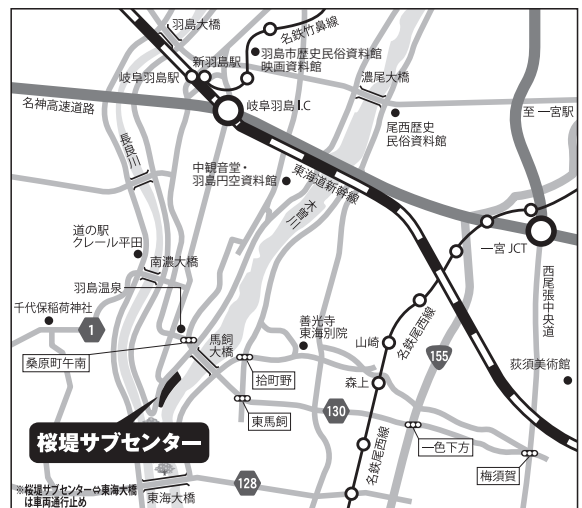 羽島大橋
名鉄竹鼻線
新羽島駅
羽島市歴史民俗資料館
映画資料館
岐阜羽島駅
濃尾大橋
名神高速道路
岐阜羽島I.C
至 一宮駅
尾西歴史
民俗資料館
長良川
中観音堂・
羽島円空資料館
東海道新幹線
木曽川
道の駅
クレール平田
一宮JCT
南濃大橋
西尾張中央道
羽島温泉
千代保稲荷神社
1
馬飼
大橋
善光寺
東海別院
山崎
名鉄尾西線
155
桑原町午南
拾町野
森上
荻須美術館
東馬飼
130
桜堤サブセンター
一色下方
名鉄尾西線
梅須賀
※桜堤サブセンター⇔東海大橋
は車両通行止め
東海大橋
128